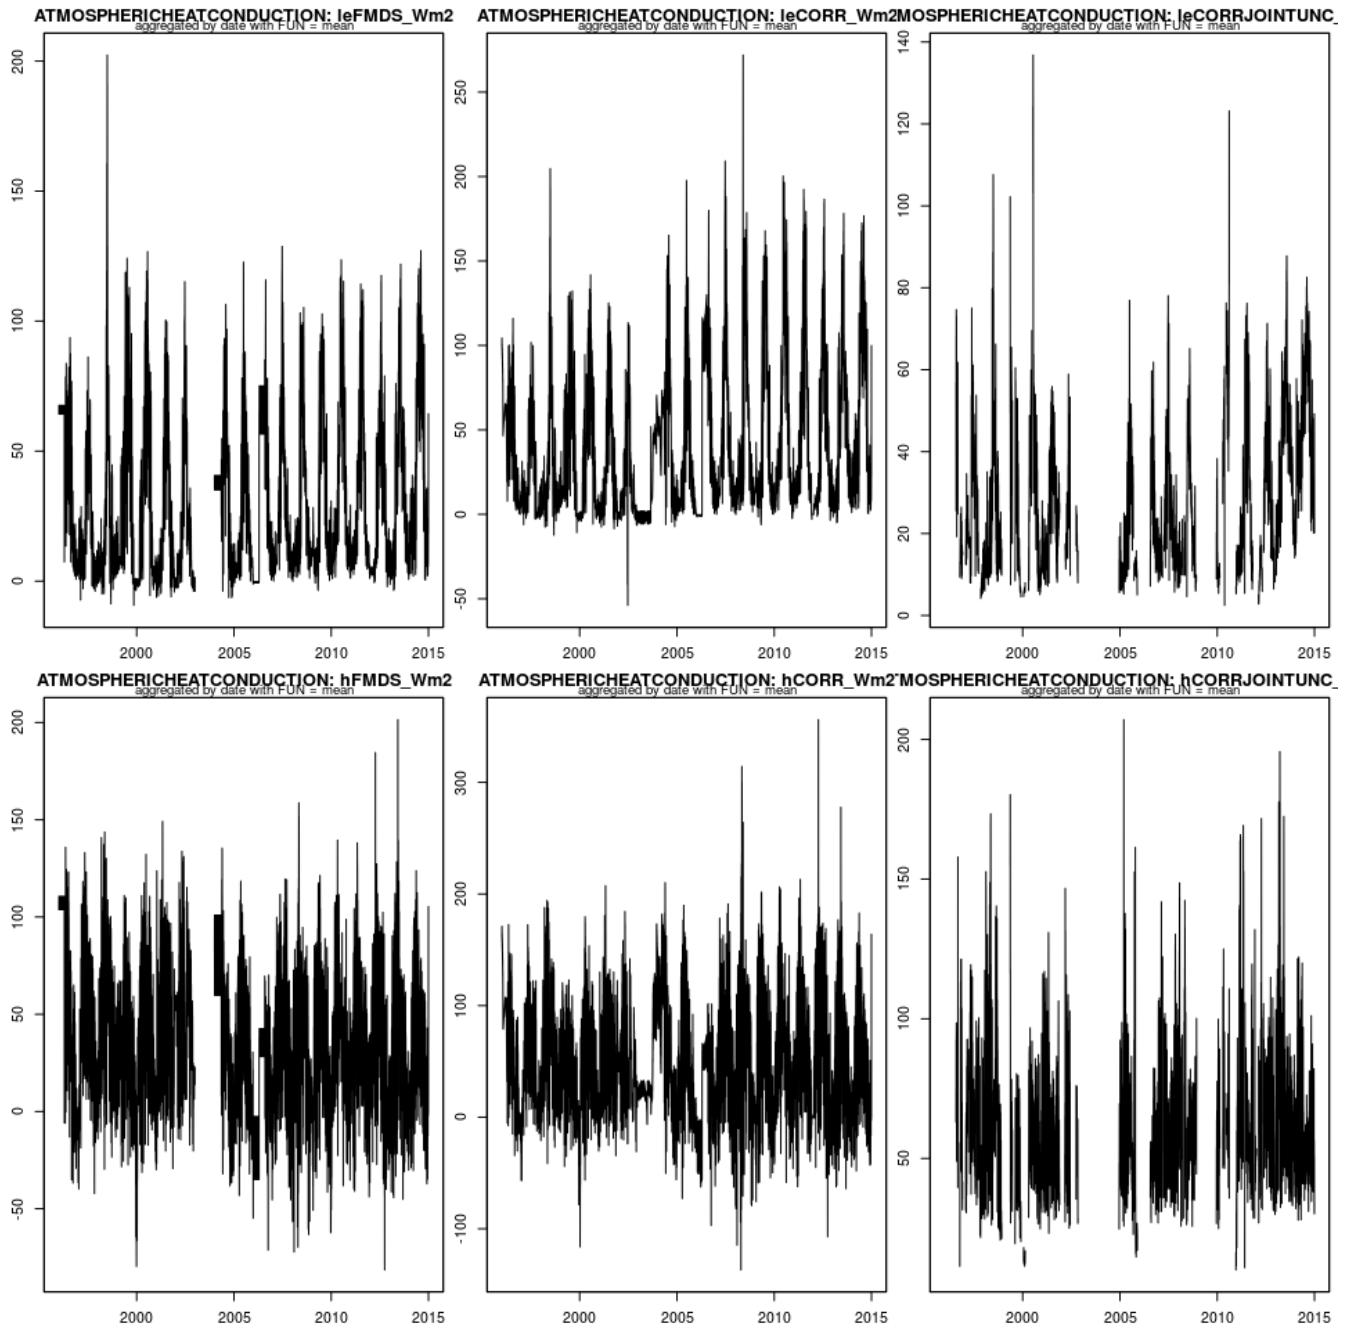 ATMOSPHERICHEATCONDUCTION: leFMDS_Wm2
aggregated by date with FUN = mean
200
150
100
50
0
2000 2005 2010 2015
ATMOSPHERICHEATCONDUCTION: leCORR_Wm2
aggregated by date with FUN = mean
250
200
150
100
50
0
-50
2000 2005 2010 2015
MOSPHERICHEATCONDUCTION: leCORRJOINTUNC_
aggregated by date with FUN = mean
140
120
100
80
60
40
20
0
2000 2005 2010 2015
ATMOSPHERICHEATCONDUCTION: hFMDS_Wm2
aggregated by date with FUN = mean
200
150
100
50
0
-50
2000 2005 2010 2015
ATMOSPHERICHEATCONDUCTION: hCORR_Wm2
aggregated by date with FUN = mean
300
200
100
0
-100
2000 2005 2010 2015
MOSPHERICHEATCONDUCTION: hCORRJOINTUNC_
aggregated by date with FUN = mean
200
150
100
50
2000 2005 2010 2015